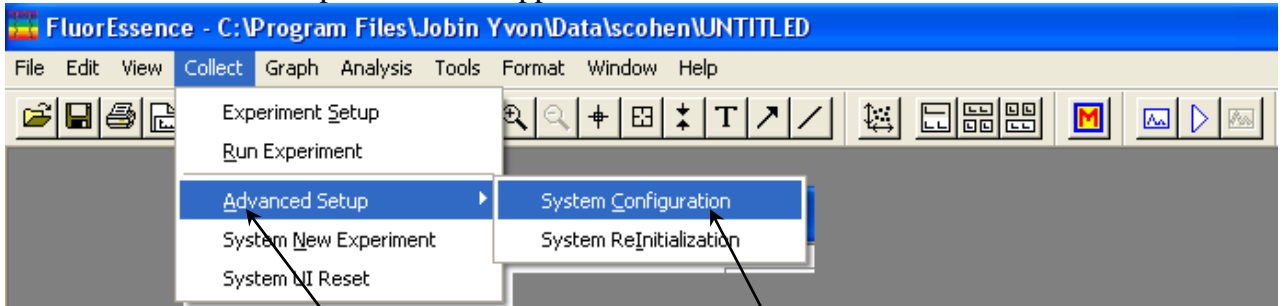 FluorEssence - C:\Program Files\Jobin Yvon\Data\scohen\UNTITLED
File Edit View Collect Graph Analysis Tools Format Window Help
T M
Experiment Setup
Run Experiment
Advanced Setup
System Configuration
System New Experiment
System ReInitialization
System UI Reset